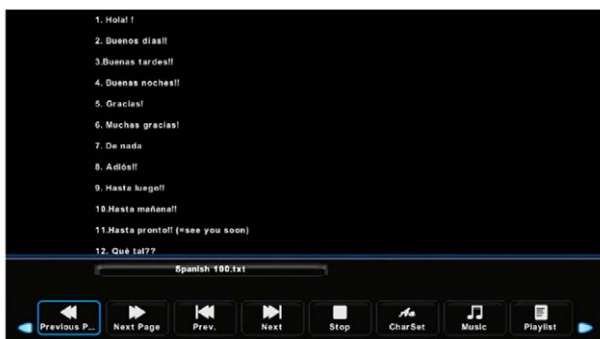 1. Hola! !
2. Buenos días!!
3.Buenas tardes!!
4. Buenas noches!!
5. Gracias!
6. Muchas gracias!
7. De nada
8. Adiós!!
9. Hasta luego!!
10.Hasta mañana!!
11.Hasta pronto!! (=see you soon)
12. Qué tal??
Spanish 100.txt
Previous P... Next Page Prev. Next Stop CharSet Music Playlist